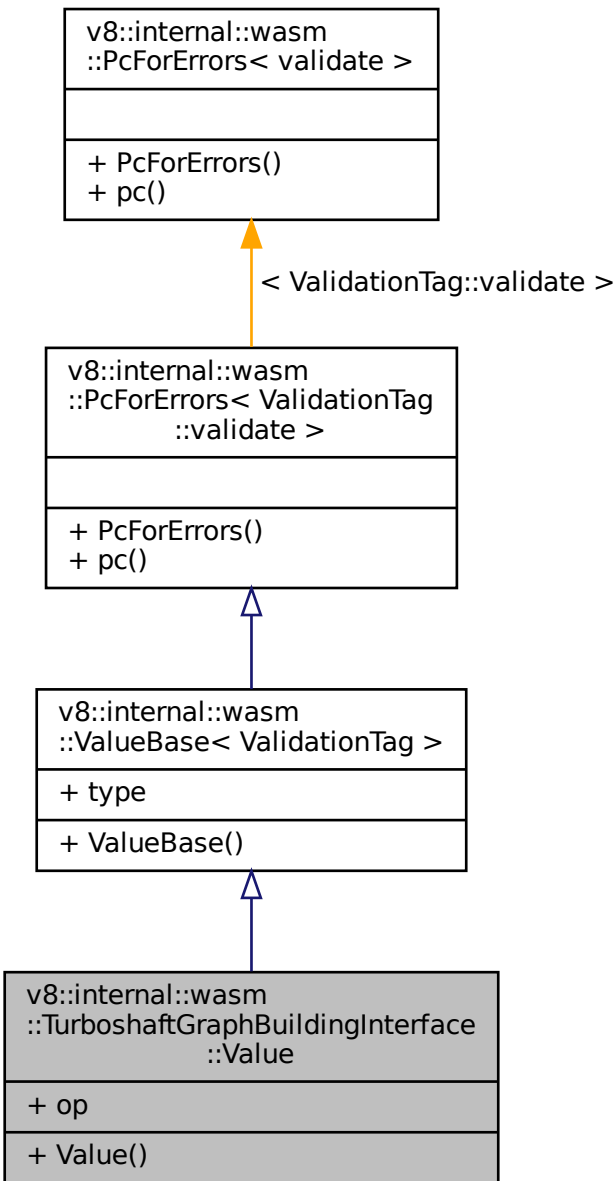 v8::internal::wasm
::PcForErrors< validate >
+ PcForErrors()
+ pc()
< ValidationTag::validate >
v8::internal::wasm
::PcForErrors< ValidationTag
::validate >
+ PcForErrors()
+ pc()
v8::internal::wasm
::ValueBase< ValidationTag >
+ type
+ ValueBase()
v8::internal::wasm
::TurboshaftGraphBuildingInterface
::Value
+ op
+ Value()